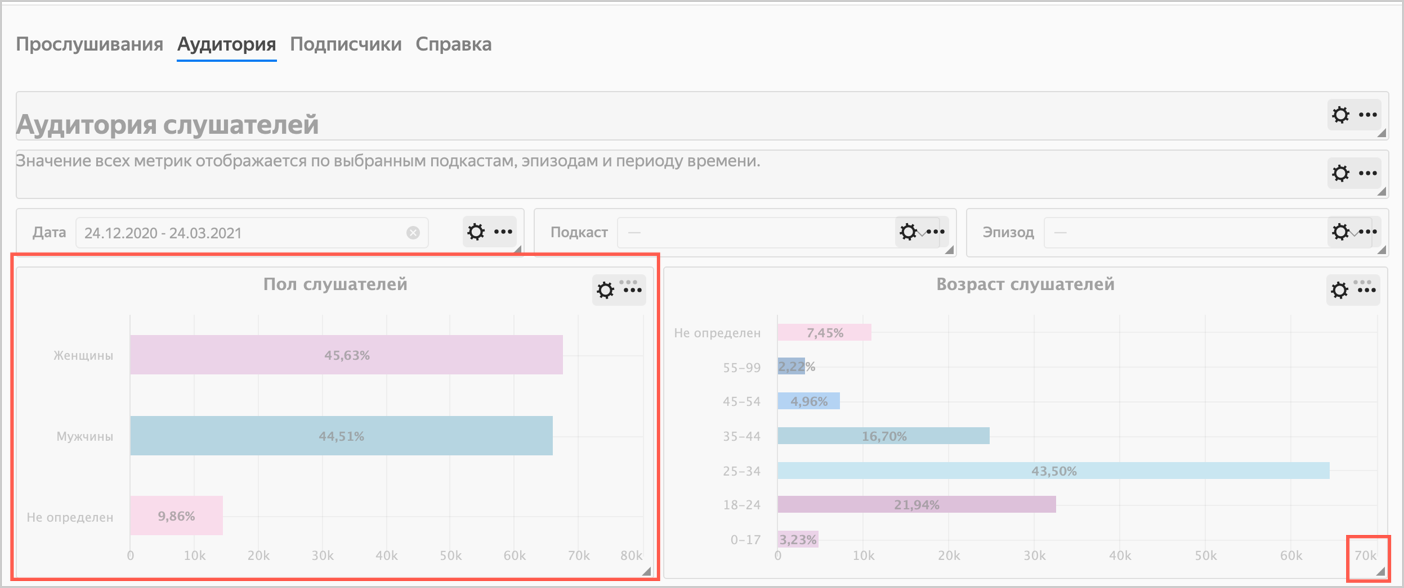 Прослушивания Аудитория Подписчики Справка
Аудитория слушателей
Значение всех метрик отображается по выбранным подкастам, эпизодам и периоду времени.
Дата 24.12.2020 - 24.03.2021 Подкаст — Эпизод —
Пол слушателей
Женщины 45,63%
Мужчины 44,51%
Не определен 9,86%
0 10k 20k 30k 40k 50k 60k 70k 80k
Возраст слушателей
Не определен 7,45%
55–99 2,22%
45–54 4,96%
35–44 16,70%
25–34 43,50%
18–24 21,94%
0–17 3,23%
0 10k 20k 30k 40k 50k 60k 70k